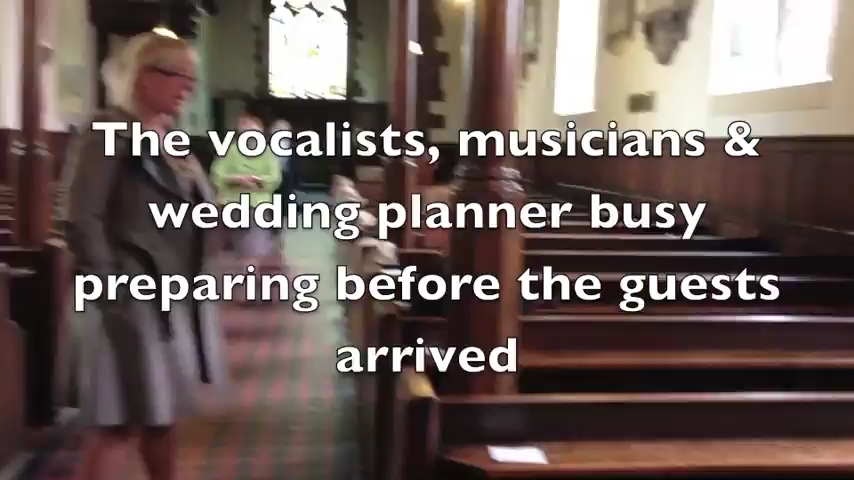 The vocalists, musicians &
wedding planner busy
preparing before the guests
arrived